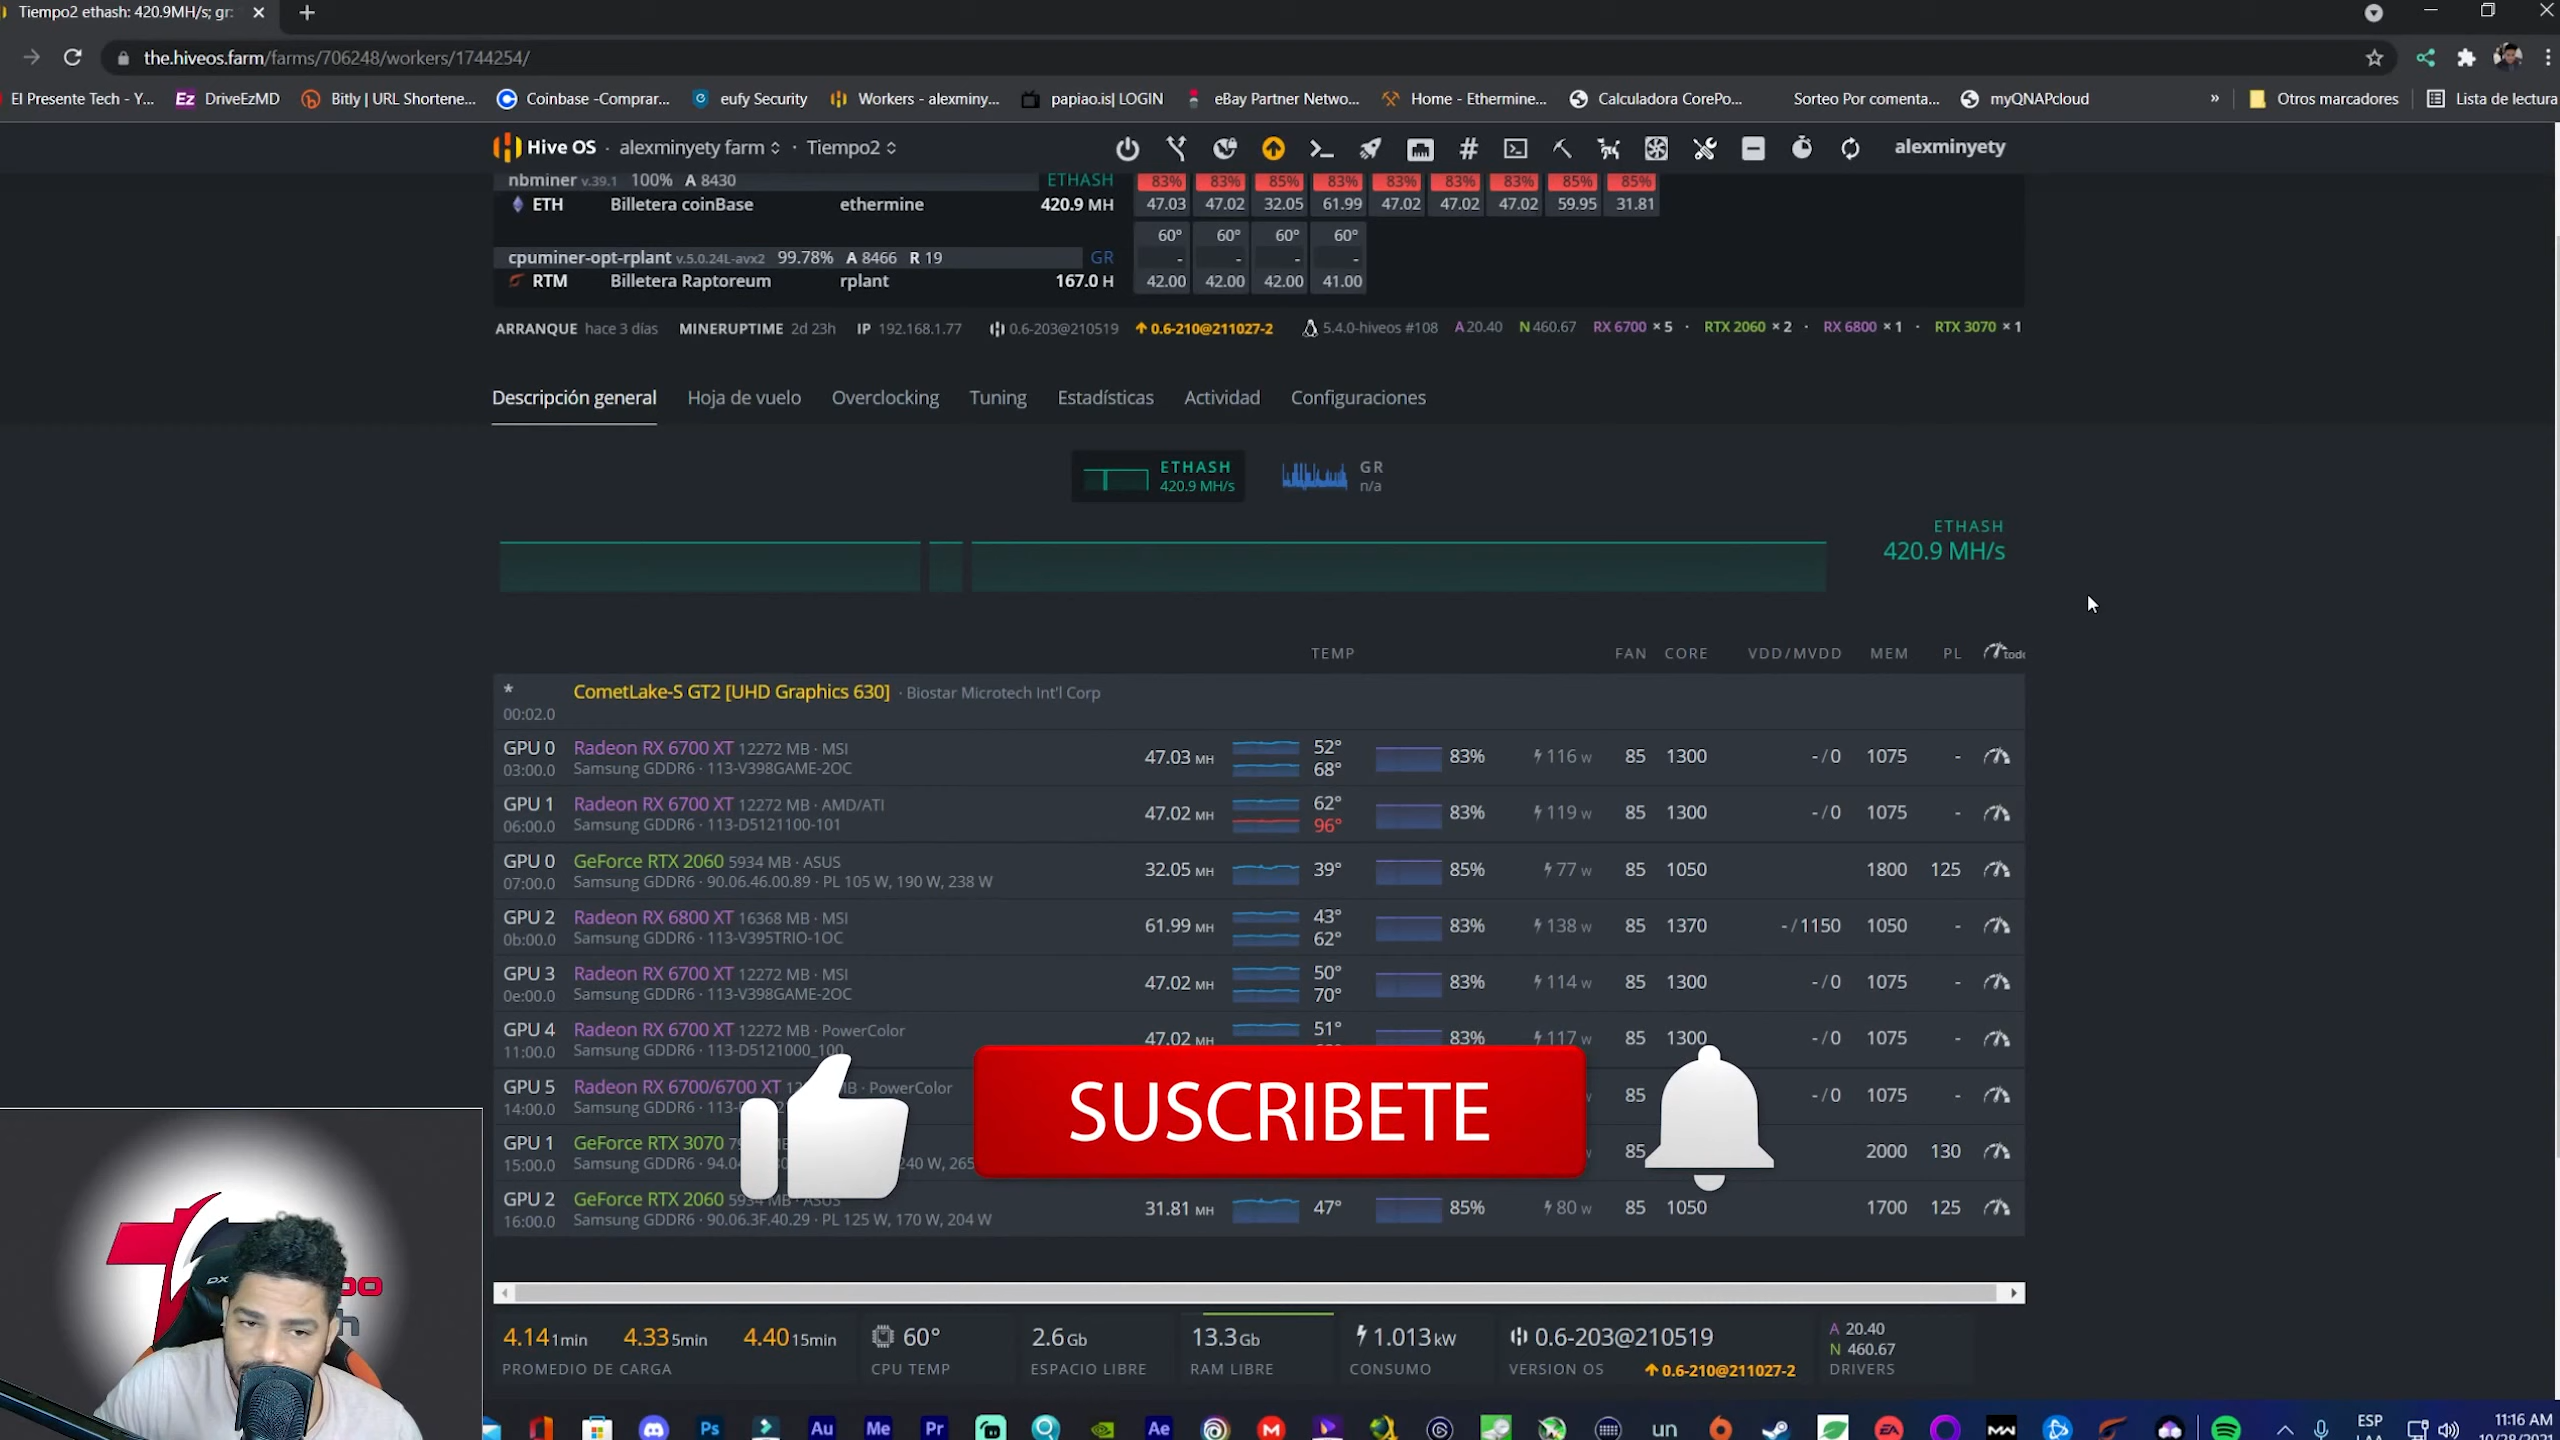 Tiempo2 ethash: 420.9MH/s; gr:
the.hiveos.farm/farms/706248/workers/1744254/
El Presente Tech - Y... Ez DriveEzMD Bitly | URL Shortene... Coinbase -Comprar... eufy Security Workers - alexminy... papiao.is| LOGIN eBay Partner Netwo... Home - Ethermine... Calculadora CorePo... Sorteo Por comenta... myQNAPcloud » Otros marcadores Lista de lectura
Hive OS · alexminyety farm · Tiempo2 alexminyety
nbminer v.39.1 100% A 8430 ETHASH 83% 83% 85% 83% 83% 83% 83% 85% 85%
ETH Billetera coinBase ethermine 420.9 MH 47.03 47.02 32.05 61.99 47.02 47.02 47.02 59.95 31.81
60° 60° 60° 60°
cpuminer-opt-rplant v.5.0.24L-avx2 99.78% A 8466 R 19 GR - - - -
RTM Billetera Raptoreum rplant 167.0 H 42.00 42.00 42.00 41.00
ARRANQUE hace 3 días MINERUPTIME 2d 23h IP 192.168.1.77 0.6-203@210519 0.6-210@211027-2 5.4.0-hiveos #108 A 20.40 N 460.67 RX 6700 × 5 · RTX 2060 × 2 · RX 6800 × 1 · RTX 3070 × 1
Descripción general Hoja de vuelo Overclocking Tuning Estadísticas Actividad Configuraciones
ETHASH GR
420.9 MH/s n/a
ETHASH
420.9 MH/s
TEMP FAN CORE VDD/MVDD MEM PL todo
* CometLake-S GT2 [UHD Graphics 630] · Biostar Microtech Int'l Corp
00:02.0
GPU 0 Radeon RX 6700 XT 12272 MB · MSI 47.03 MH 52° 83% 116 W 85 1300 - / 0 1075 -
03:00.0 Samsung GDDR6 · 113-V398GAME-2OC 68°
GPU 1 Radeon RX 6700 XT 12272 MB · AMD/ATI 47.02 MH 62° 83% 119 W 85 1300 - / 0 1075 -
06:00.0 Samsung GDDR6 · 113-D5121100-101 96°
GPU 0 GeForce RTX 2060 5934 MB · ASUS 32.05 MH 39° 85% 77 W 85 1050 1800 125
07:00.0 Samsung GDDR6 · 90.06.46.00.89 · PL 105 W, 190 W, 238 W
GPU 2 Radeon RX 6800 XT 16368 MB · MSI 61.99 MH 43° 83% 138 W 85 1370 - / 1150 1050 -
0b:00.0 Samsung GDDR6 · 113-V395TRIO-1OC 62°
GPU 3 Radeon RX 6700 XT 12272 MB · MSI 47.02 MH 50° 83% 114 W 85 1300 - / 0 1075 -
0e:00.0 Samsung GDDR6 · 113-V398GAME-2OC 70°
GPU 4 Radeon RX 6700 XT 12272 MB · PowerColor 47.02 MH 51° 83% 117 W 85 1300 - / 0 1075 -
11:00.0 Samsung GDDR6 · 113-D5121000_100
GPU 5 Radeon RX 6700/6700 XT MB · PowerColor 85 - / 0 1075 -
14:00.0 Samsung GDDR6
SUSCRIBETE
GPU 1 GeForce RTX 3070 85 2000 130
15:00.0 Samsung GDDR6 240 W, 265
GPU 2 GeForce RTX 2060 5934 MB · ASUS 31.81 MH 47° 85% 80 W 85 1050 1700 125
16:00.0 Samsung GDDR6 · 90.06.3F.40.29 · PL 125 W, 170 W, 204 W
4.14 1min 4.33 5min 4.40 15min 60° 2.6 Gb 13.3 Gb 1.013 kW 0.6-203@210519 A 20.40
N 460.67
PROMEDIO DE CARGA CPU TEMP ESPACIO LIBRE RAM LIBRE CONSUMO VERSION OS 0.6-210@211027-2 DRIVERS
DX
Ps Au Me Pr Ae un EA ESP 11:16 AM